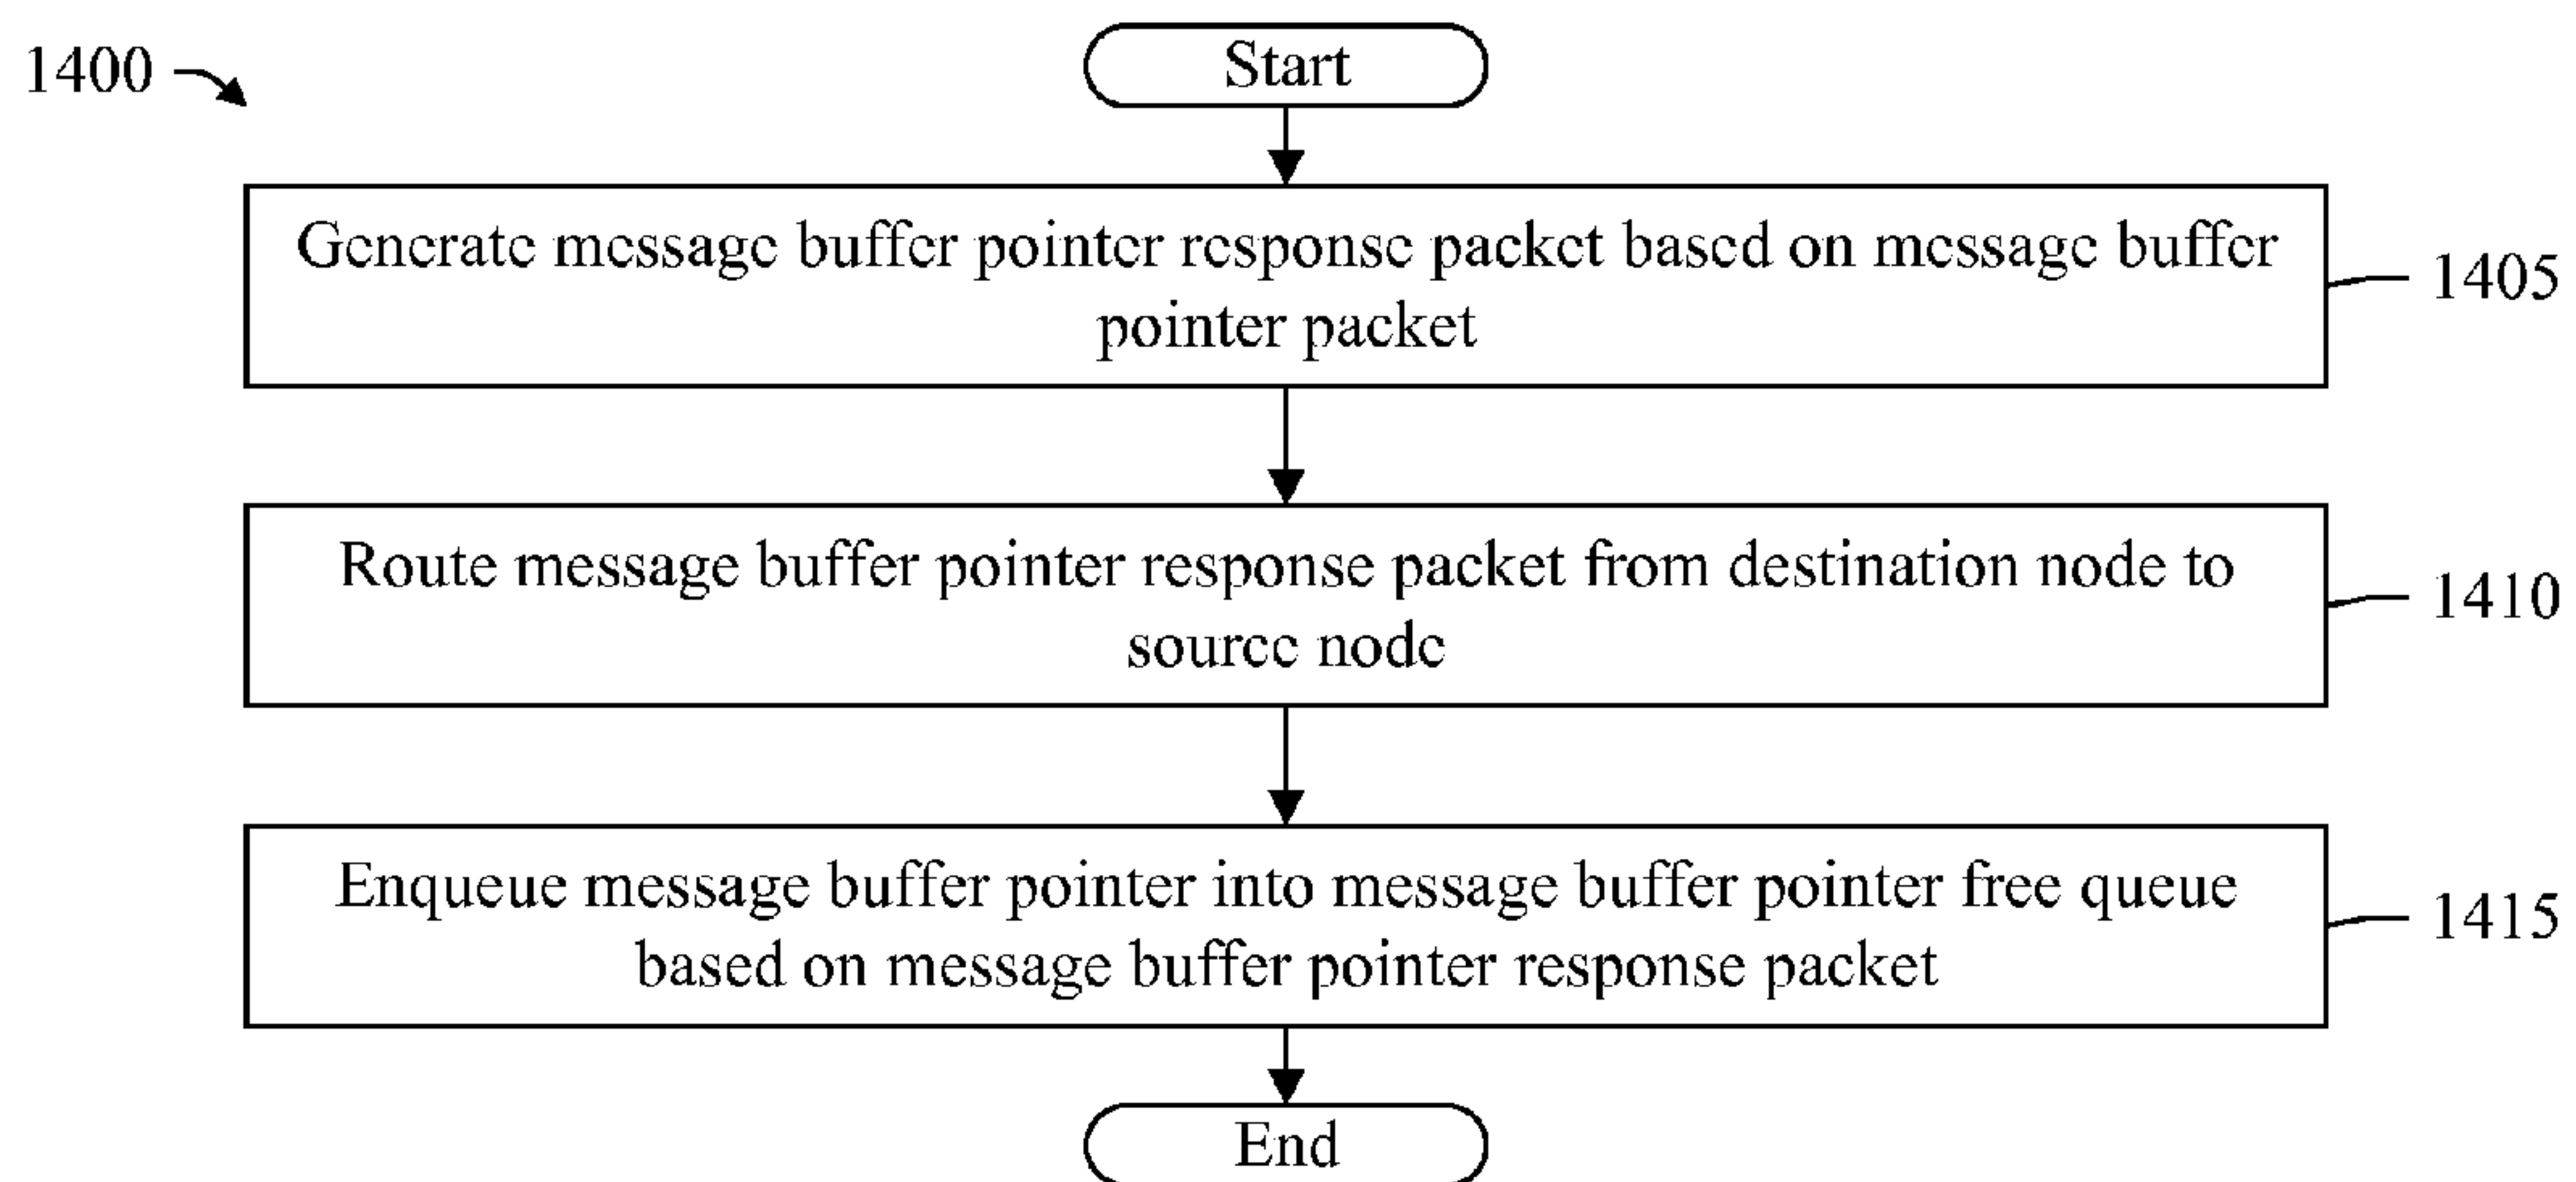 1400
Start
Generate message buffer pointer response packet based on message buffer
pointer packet
1405
Route message buffer pointer response packet from destination node to
source node
1410
Enqueue message buffer pointer into message buffer pointer free queue
based on message buffer pointer response packet
1415
End